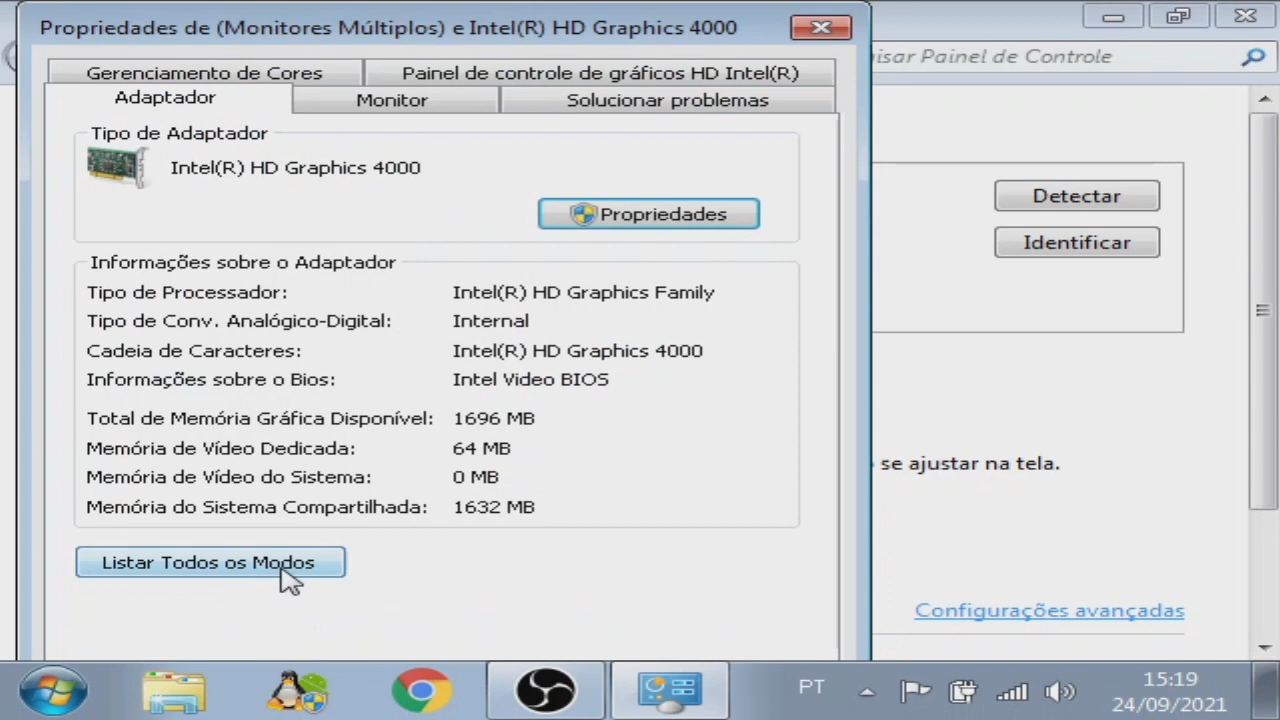 Propriedades de (Monitores Múltiplos) e Intel(R) HD Graphics 4000
isar Painel de Controle
Gerenciamento de Cores
Painel de controle de gráficos HD Intel(R)
Adaptador
Monitor
Solucionar problemas
Tipo de Adaptador
Intel(R) HD Graphics 4000
Propriedades
Detectar
Identificar
Informações sobre o Adaptador
Tipo de Processador: Intel(R) HD Graphics Family
Tipo de Conv. Analógico-Digital: Internal
Cadeia de Caracteres: Intel(R) HD Graphics 4000
Informações sobre o Bios: Intel Video BIOS
Total de Memória Gráfica Disponível: 1696 MB
Memória de Vídeo Dedicada: 64 MB
Memória de Vídeo do Sistema: 0 MB
Memória do Sistema Compartilhada: 1632 MB
se ajustar na tela.
Listar Todos os Modos
Configurações avançadas
PT
15:19
24/09/2021